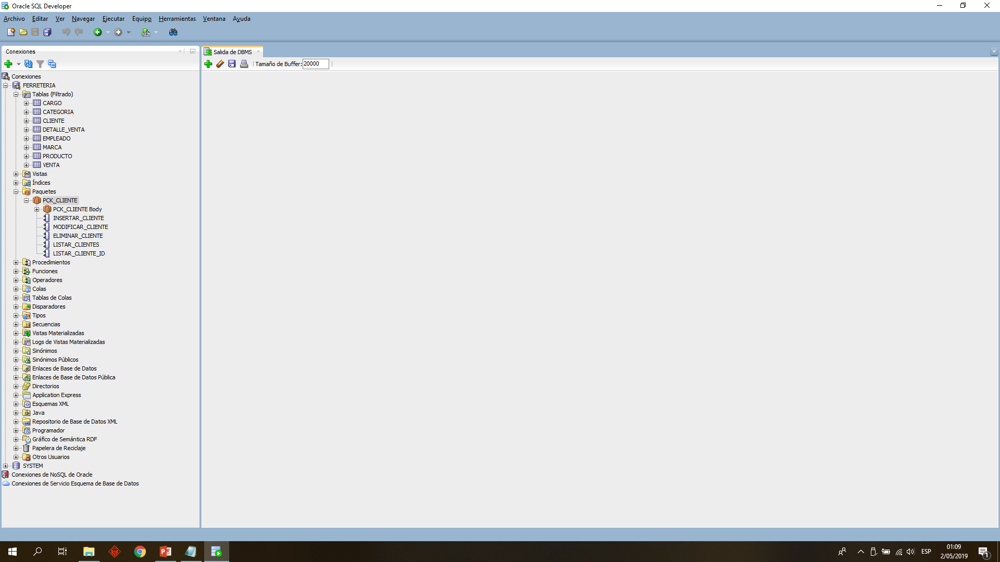 Oracle SQL Developer
Archivo Editar Ver Navegar Ejecutar Equipo Herramientas Ventana Ayuda
Conexiones
Salida de DBMS
Tamaño de Buffer: 20000
Conexiones
FERRETERIA
Tablas (Filtrado)
CARGO
CATEGORIA
CLIENTE
DETALLE_VENTA
EMPLEADO
MARCA
PRODUCTO
VENTA
Vistas
Índices
Paquetes
PCK_CLIENTE
PCK_CLIENTE Body
INSERTAR_CLIENTE
MODIFICAR_CLIENTE
ELIMINAR_CLIENTE
LISTAR_CLIENTES
LISTAR_CLIENTE_ID
Procedimientos
Funciones
Operadores
Colas
Tablas de Colas
Disparadores
Tipos
Secuencias
Vistas Materializadas
Logs de Vistas Materializadas
Sinónimos
Sinónimos Públicos
Enlaces de Base de Datos
Enlaces de Base de Datos Pública
Directorios
Application Express
Esquemas XML
Java
Repositorio de Base de Datos XML
Programador
Gráfico de Semántica RDF
Papelera de Reciclaje
Otros Usuarios
SYSTEM
Conexiones de NoSQL de Oracle
Conexiones de Servicio Esquema de Base de Datos
ESP
01:09
2/05/2019
1